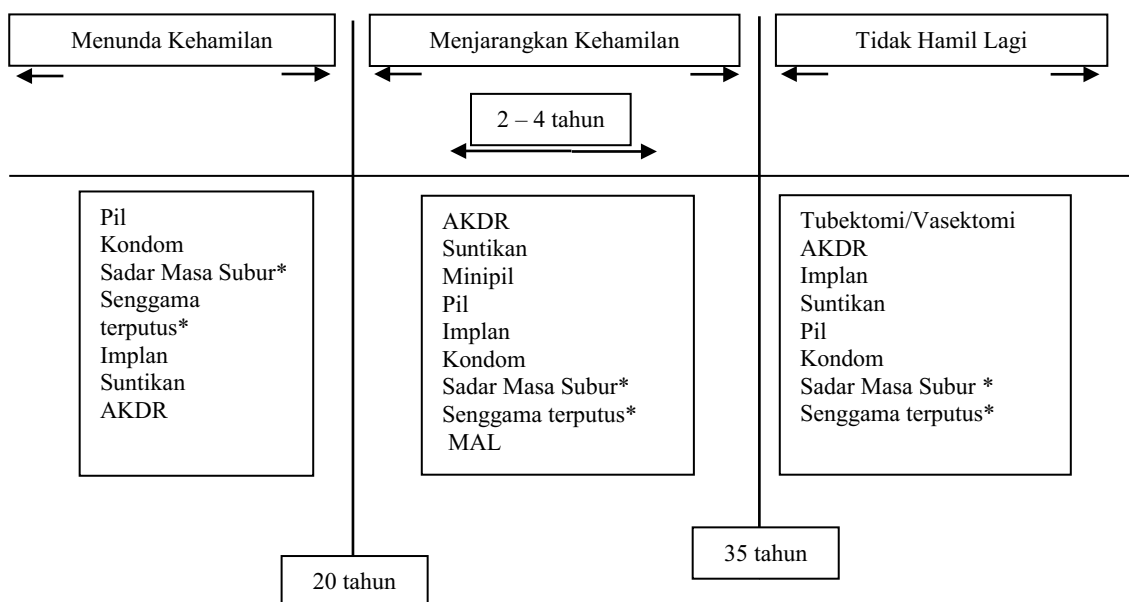 Menunda Kehamilan
Menjarangkan Kehamilan
Tidak Hamil Lagi
2 – 4 tahun
Pil
Kondom
Sadar Masa Subur*
Senggama
terputus*
Implan
Suntikan
AKDR
AKDR
Suntikan
Minipil
Pil
Implan
Kondom
Sadar Masa Subur*
Senggama terputus*
MAL
Tubektomi/Vasektomi
AKDR
Implan
Suntikan
Pil
Kondom
Sadar Masa Subur *
Senggama terputus*
20 tahun
35 tahun